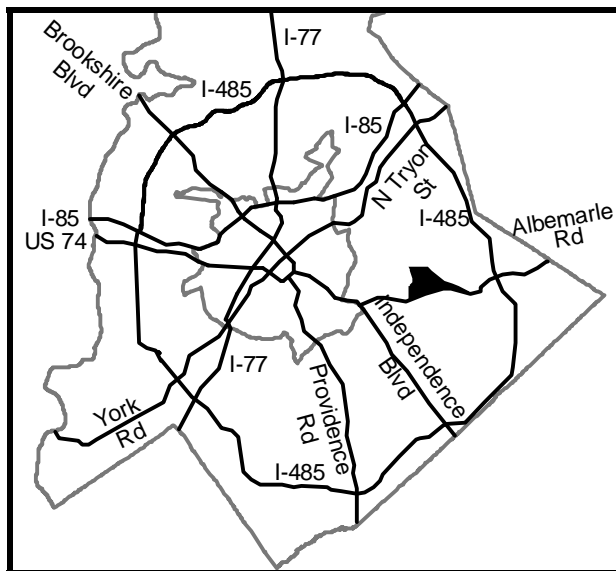 I-77
Brookshire
Blvd
I-485
I-85
N Tryon
St
I-485
Albemarle
Rd
I-85
US 74
Independence
Blvd
I-77
Providence
Rd
York
Rd
I-485